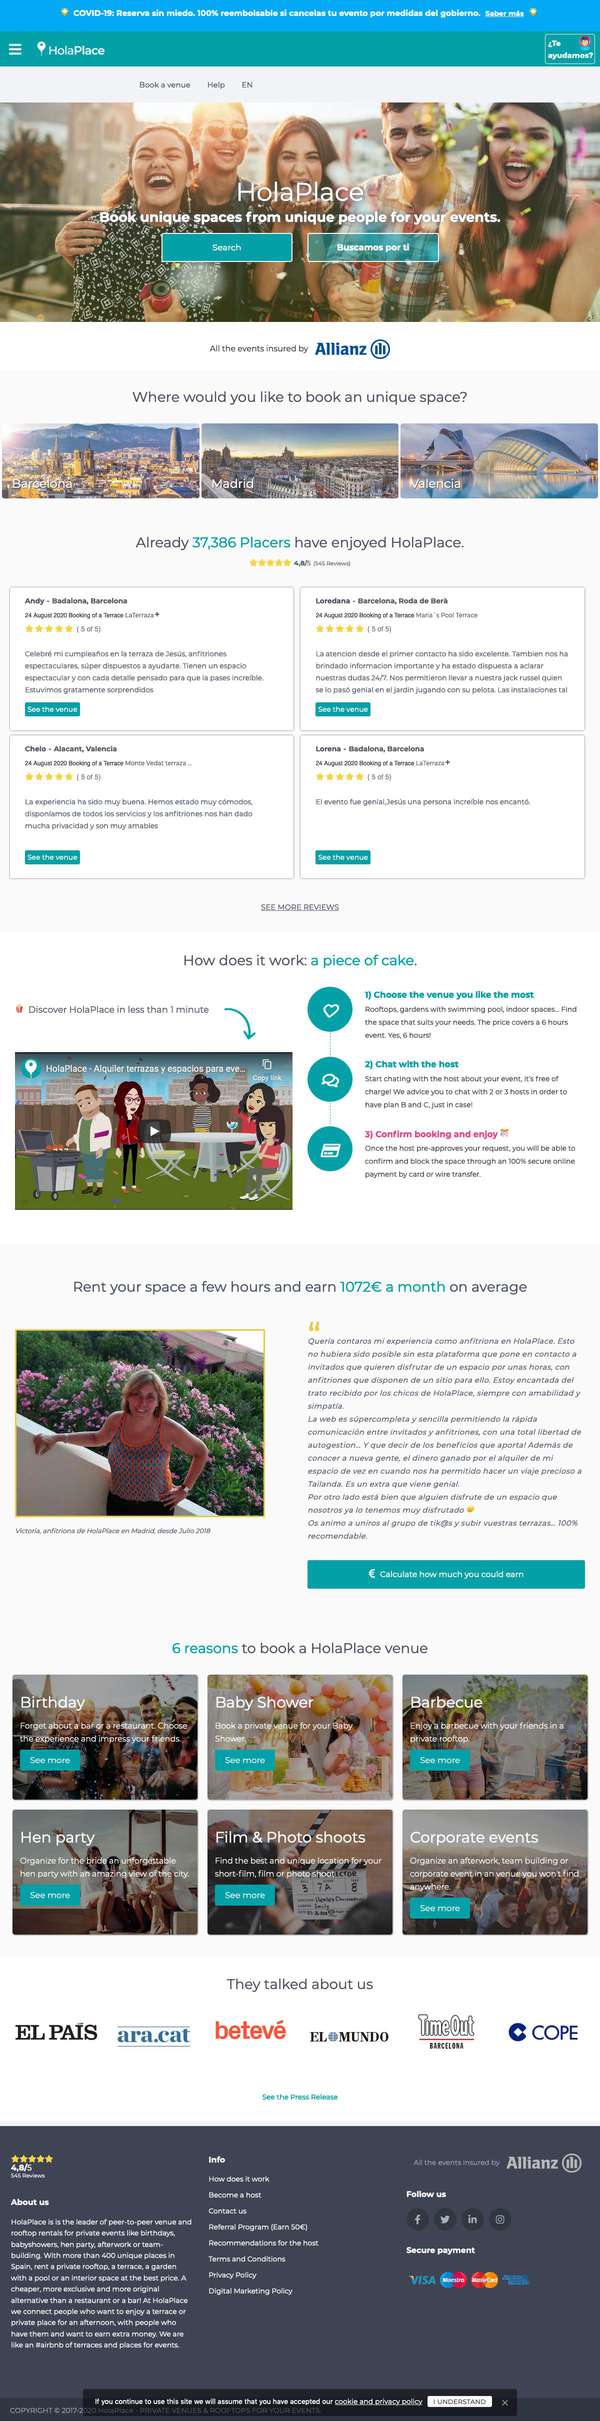 COVID-19: Reserva sin miedo. 100% reembolsable si cancelas tu evento por medidas del gobierno. Saber más
HolaPlace
¿Te
ayudamos?
Book a venue Help EN
HolaPlace
Book unique spaces from unique people for your events.
Search Buscamos por ti
All the events insured by Allianz
Where would you like to book an unique space?
Barcelona Madrid Valencia
Already 37,386 Placers have enjoyed HolaPlace.
4,8/5 (545 Reviews)
Andy - Badalona, Barcelona
24 August 2020 Booking of a Terrace LaTerraza✚
( 5 of 5)
Celebré mi cumpleaños en la terraza de Jesús, anfitriones
espectaculares, súper dispuestos a ayudarte. Tienen un espacio
espectacular y con cada detalle pensado para que la pases increíble.
Estuvimos gratamente sorprendidos
See the venue
Loredana - Barcelona, Roda de Berà
24 August 2020 Booking of a Terrace Maria´s Pool Terrace
( 5 of 5)
La atencion desde el primer contacto ha sido excelente. Tambien nos ha
brindado informacion importante y ha estado dispuesta a aclarar
nuestras dudas 24/7. Nos permitieron llevar a nuestra jack russel quien
se lo pasó genial en el jardin jugando con su pelota. Las instalaciones tal
See the venue
Chelo - Alacant, Valencia
24 August 2020 Booking of a Terrace Monte Vedat terraza ...
( 5 of 5)
La experiencia ha sido muy buena. Hemos estado muy cómodos,
disponíamos de todos los servicios y los anfitriones nos han dado
mucha privacidad y son muy amables
See the venue
Lorena - Badalona, Barcelona
24 August 2020 Booking of a Terrace LaTerraza✚
( 5 of 5)
El evento fue genial,Jesús una persona increíble nos encantó.
See the venue
SEE MORE REVIEWS
How does it work: a piece of cake.
Discover HolaPlace in less than 1 minute
HolaPlace - Alquiler terrazas y espacios para eve...
Copy link
1) Choose the venue you like the most
Rooftops, gardens with swimming pool, indoor spaces... Find
the space that suits your needs. The price covers a 6 hours
event. Yes, 6 hours!
2) Chat with the host
Start chatting with the host about your event, it's free of
charge! We advice you to chat with 2 or 3 hosts in order to
have plan B and C, just in case!
3) Confirm booking and enjoy
Once the host pre-approves your request, you will be able to
confirm and block the space through an 100% secure online
payment by card or wire transfer.
Rent your space a few hours and earn 1072€ a month on average
Victoria, anfitriona de HolaPlace en Madrid, desde Julio 2018
“
Quería contaros mi experiencia como anfitriona en HolaPlace. Esto
no hubiera sido posible sin esta plataforma que pone en contacto a
invitados que quieren disfrutar de un espacio por unas horas, con
anfitriones que disponen de un sitio para ello. Estoy encantada del
trato recibido por los chicos de HolaPlace, siempre con amabilidad y
simpatía.
La web es súpercompleta y sencilla permitiendo la rápida
comunicación entre invitados y anfitriones, con una total libertad de
autogestion... Y que decir de los beneficios que aporta! Además de
conocer a nueva gente, el dinero ganado por el alquiler de mi
espacio de vez en cuando nos ha permitido hacer un viaje precioso a
Tailanda. Es un extra que viene genial.
Por otro lado está bien que alguien disfrute de un espacio que
nosotros ya lo tenemos muy disfrutado
Os animo a uniros al grupo de tik@s y subir vuestras terrazas... 100%
recomendable.
€ Calculate how much you could earn
6 reasons to book a HolaPlace venue
Birthday
Forget about a bar or a restaurant. Choose
the experience and impress your friends.
See more
Baby Shower
Book a private venue for your Baby
Shower.
See more
Barbecue
Enjoy a barbecue with your friends in a
private rooftop.
See more
Hen party
Organize for the bride an unforgettable
hen party with an amazing view of the city.
See more
Film & Photo shoots
Find the best and unique location for your
short-film, film or photo shoot.
See more
Corporate events
Organize an afterwork, team building or
corporate event in an venue you won't find
anywhere.
See more
They talked about us
EL PAÍS ara.cat betevé EL MUNDO TimeOut BARCELONA COPE
See the Press Release
4,8/5
545 Reviews
About us
HolaPlace is is the leader of peer-to-peer venue and
rooftop rentals for private events like birthdays,
babyshowers, hen party, afterwork or team-
building. With more than 400 unique places in
Spain, rent a private rooftop, a terrace, a garden
with a pool or an interior space at the best price. A
cheaper, more exclusive and more original
alternative than a restaurant or a bar! At HolaPlace
we connect people who want to enjoy a terrace or
private place for an afternoon, with people who
have them and want to earn extra money. We are
like an #airbnb of terraces and places for events.
Info
How does it work
Become a host
Contact us
Referral Program (Earn 50€)
Recommendations for the host
Terms and Conditions
Privacy Policy
Digital Marketing Policy
All the events insured by Allianz
Follow us
Secure payment
VISA Maestro MasterCard
If you continue to use this site we will assume that you have accepted our cookie and privacy policy I UNDERSTAND
COPYRIGHT © 2017-2020 HolaPlace - PRIVATE VENUES & ROOFTOPS FOR YOUR EVENTS.